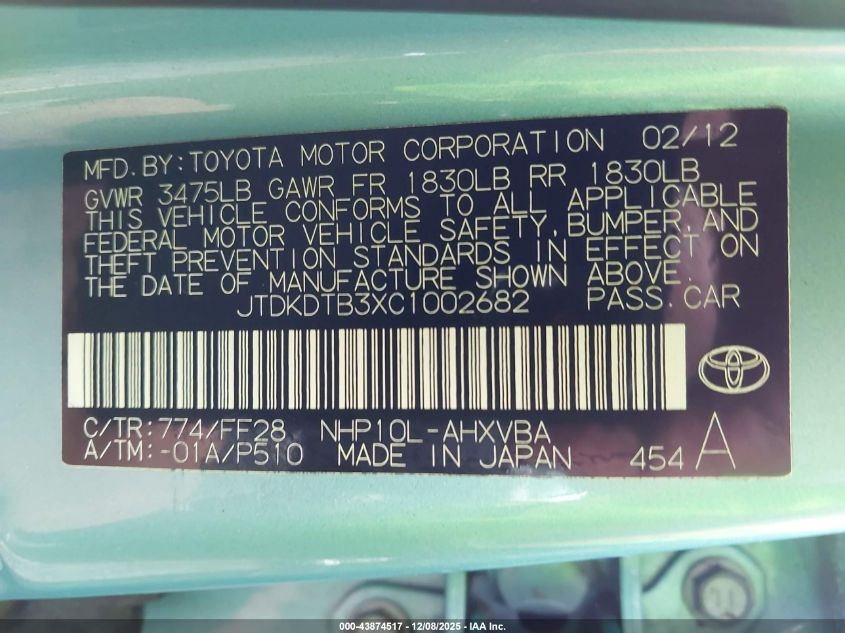 MFD. BY: TOYOTA MOTOR CORPORATION 02/12
GVWR 3475LB GAWR FR 1830LB RR 1830LB
THIS VEHICLE CONFORMS TO ALL APPLICABLE
FEDERAL MOTOR VEHICLE SAFETY, BUMPER, AND
THEFT PREVENTION STANDARDS IN EFFECT ON
THE DATE OF MANUFACTURE SHOWN ABOVE.
JTDKDTB3XC1002682 PASS. CAR
C/TR: 774/FF28 NHP10L-AHXVBA
A/TM: -01A/P510 MADE IN JAPAN 454 A
000-43874517 - 12/08/2025 - IAA Inc.